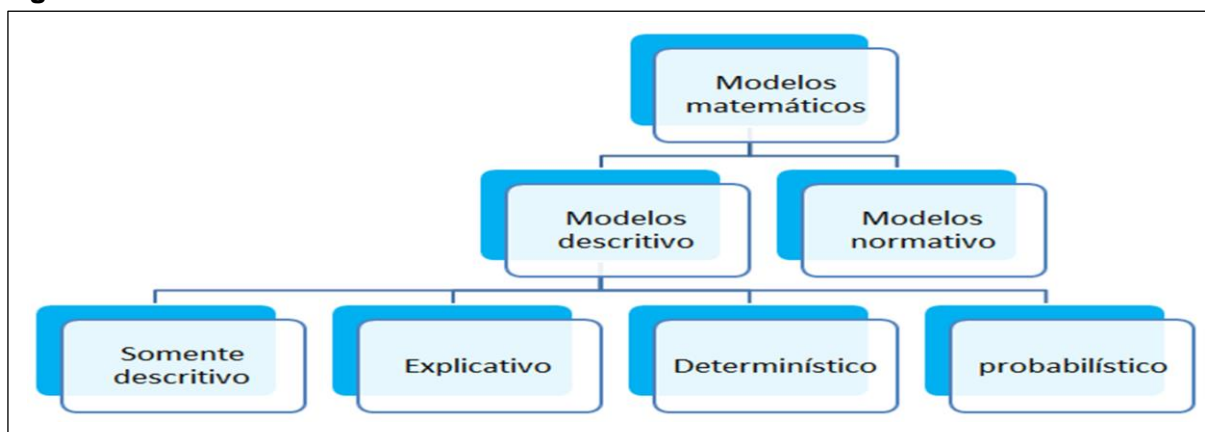 Modelos
matemáticos
Modelos
descritivo
Modelos
normativo
Somente
descritivo
Explicativo
Determinístico
probabilístico